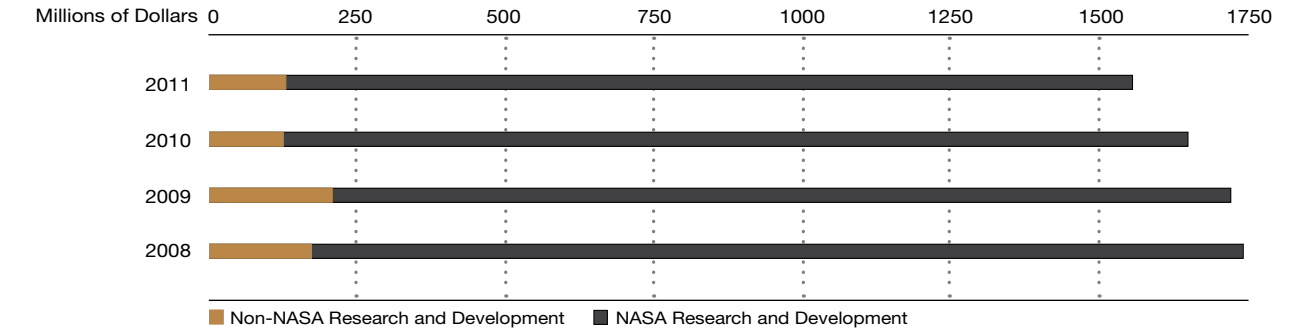 Millions of Dollars 0 250 500 750 1000 1250 1500 1750
2011
2010
2009
2008
Non-NASA Research and Development NASA Research and Development